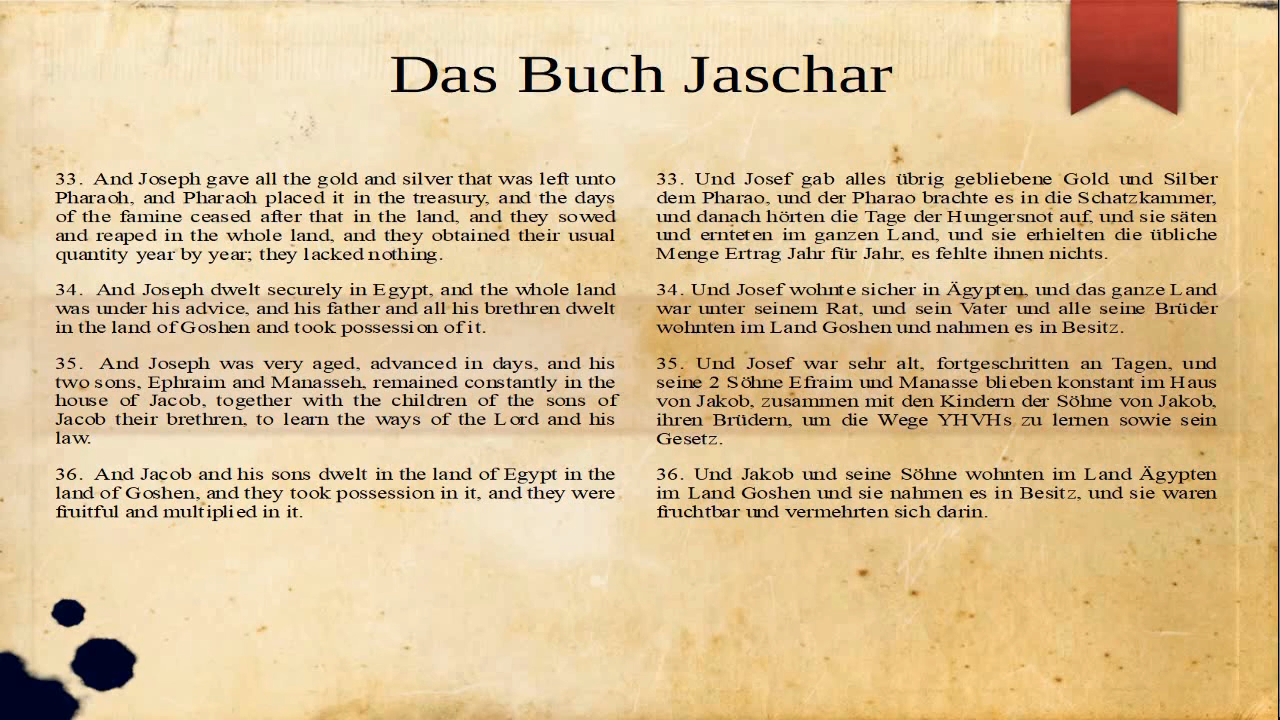 Das Buch Jaschar
33. And Joseph gave all the gold and silver that was left unto
Pharaoh, and Pharaoh placed it in the treasury, and the days
of the famine ceased after that in the land, and they sowed
and reaped in the whole land, and they obtained their usual
quantity year by year; they lacked nothing.
34. And Joseph dwelt securely in Egypt, and the whole land
was under his advice, and his father and all his brethren dwelt
in the land of Goshen and took possession of it.
35. And Joseph was very aged, advanced in days, and his
two sons, Ephraim and Manasseh, remained constantly in the
house of Jacob, together with the children of the sons of
Jacob their brethren, to learn the ways of the Lord and his
law.
36. And Jacob and his sons dwelt in the land of Egypt in the
land of Goshen, and they took possession in it, and they were
fruitful and multiplied in it.
33. Und Josef gab alles übrig gebliebene Gold und Silber
dem Pharao, und der Pharao brachte es in die Schatzkammer,
und danach hörten die Tage der Hungersnot auf, und sie säten
und ernteten im ganzen Land, und sie erhielten die übliche
Menge Ertrag Jahr für Jahr, es fehlte ihnen nichts.
34. Und Josef wohnte sicher in Ägypten, und das ganze Land
war unter seinem Rat, und sein Vater und alle seine Brüder
wohnten im Land Goshen und nahmen es in Besitz.
35. Und Josef war sehr alt, fortgeschritten an Tagen, und
seine 2 Söhne Efraim und Manasse blieben konstant im Haus
von Jakob, zusammen mit den Kindern der Söhne von Jakob,
ihren Brüdern, um die Wege YHVHs zu lernen sowie sein
Gesetz.
36. Und Jakob und seine Söhne wohnten im Land Ägypten
im Land Goshen und sie nahmen es in Besitz, und sie waren
fruchtbar und vermehrten sich darin.